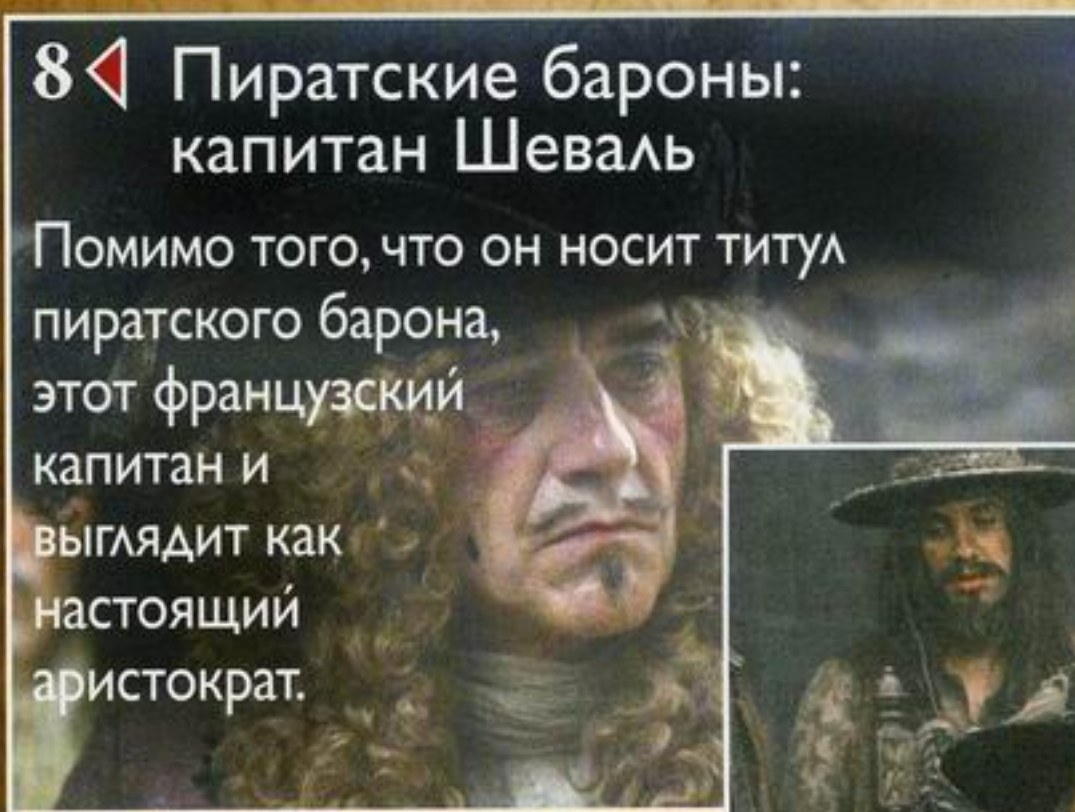 8 Пиратские бароны:
капитан Шеваль
Помимо того, что он носит титул
пиратского барона,
этот французский
капитан и
выглядит как
настоящий
аристократ.